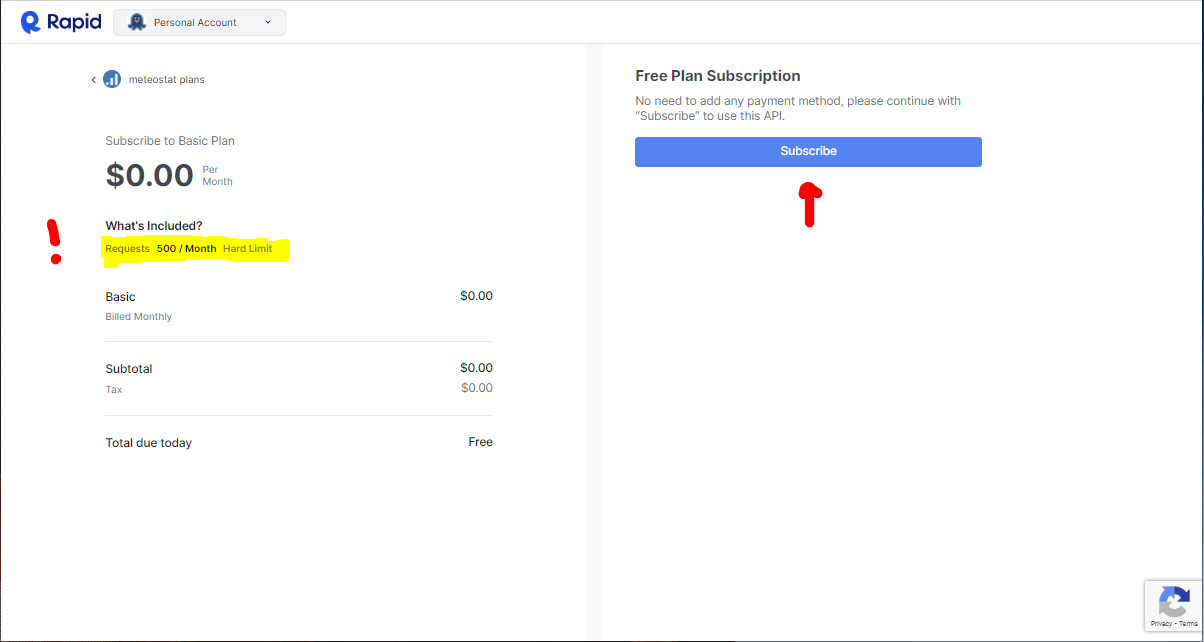 Rapid
Personal Account
meteostat plans
Subscribe to Basic Plan
$0.00 Per Month
What's Included?
Requests 500 / Month Hard Limit
Basic $0.00
Billed Monthly
Subtotal $0.00
Tax $0.00
Total due today Free
Free Plan Subscription
No need to add any payment method, please continue with
“Subscribe” to use this API.
Subscribe
!
Privacy - Terms